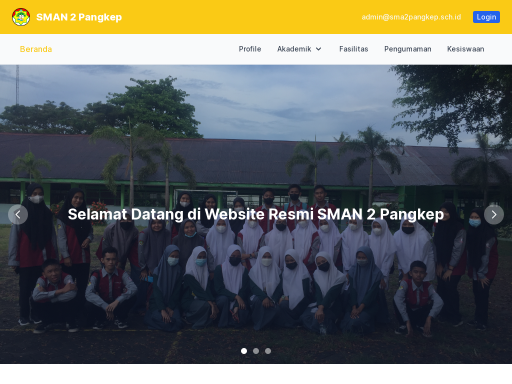 SMAN 2 Pangkep
admin@sma2pangkep.sch.id
Login
Beranda
Profile
Akademik
Fasilitas
Pengumaman
Kesiswaan
Selamat Datang di Website Resmi SMAN 2 Pangkep